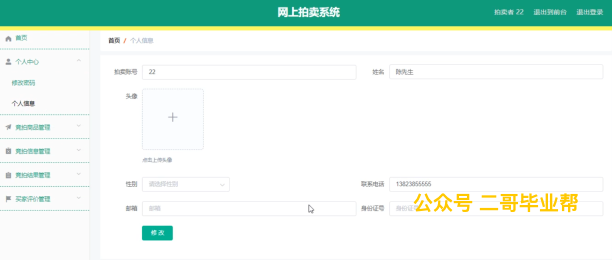 网上拍卖系统
拍卖者 22 退出到前台 退出登录
首页
个人中心
修改密码
个人信息
竞拍商品管理
竞拍信息管理
竞拍结果管理
买家评价管理
首页 / 个人信息
拍卖账号 22 姓名 陈先生
头像
点击上传头像
性别 请选择性别 联系电话 13823855555
邮箱 邮箱 身份证号 身份证号
修改
公众号 二哥毕业帮